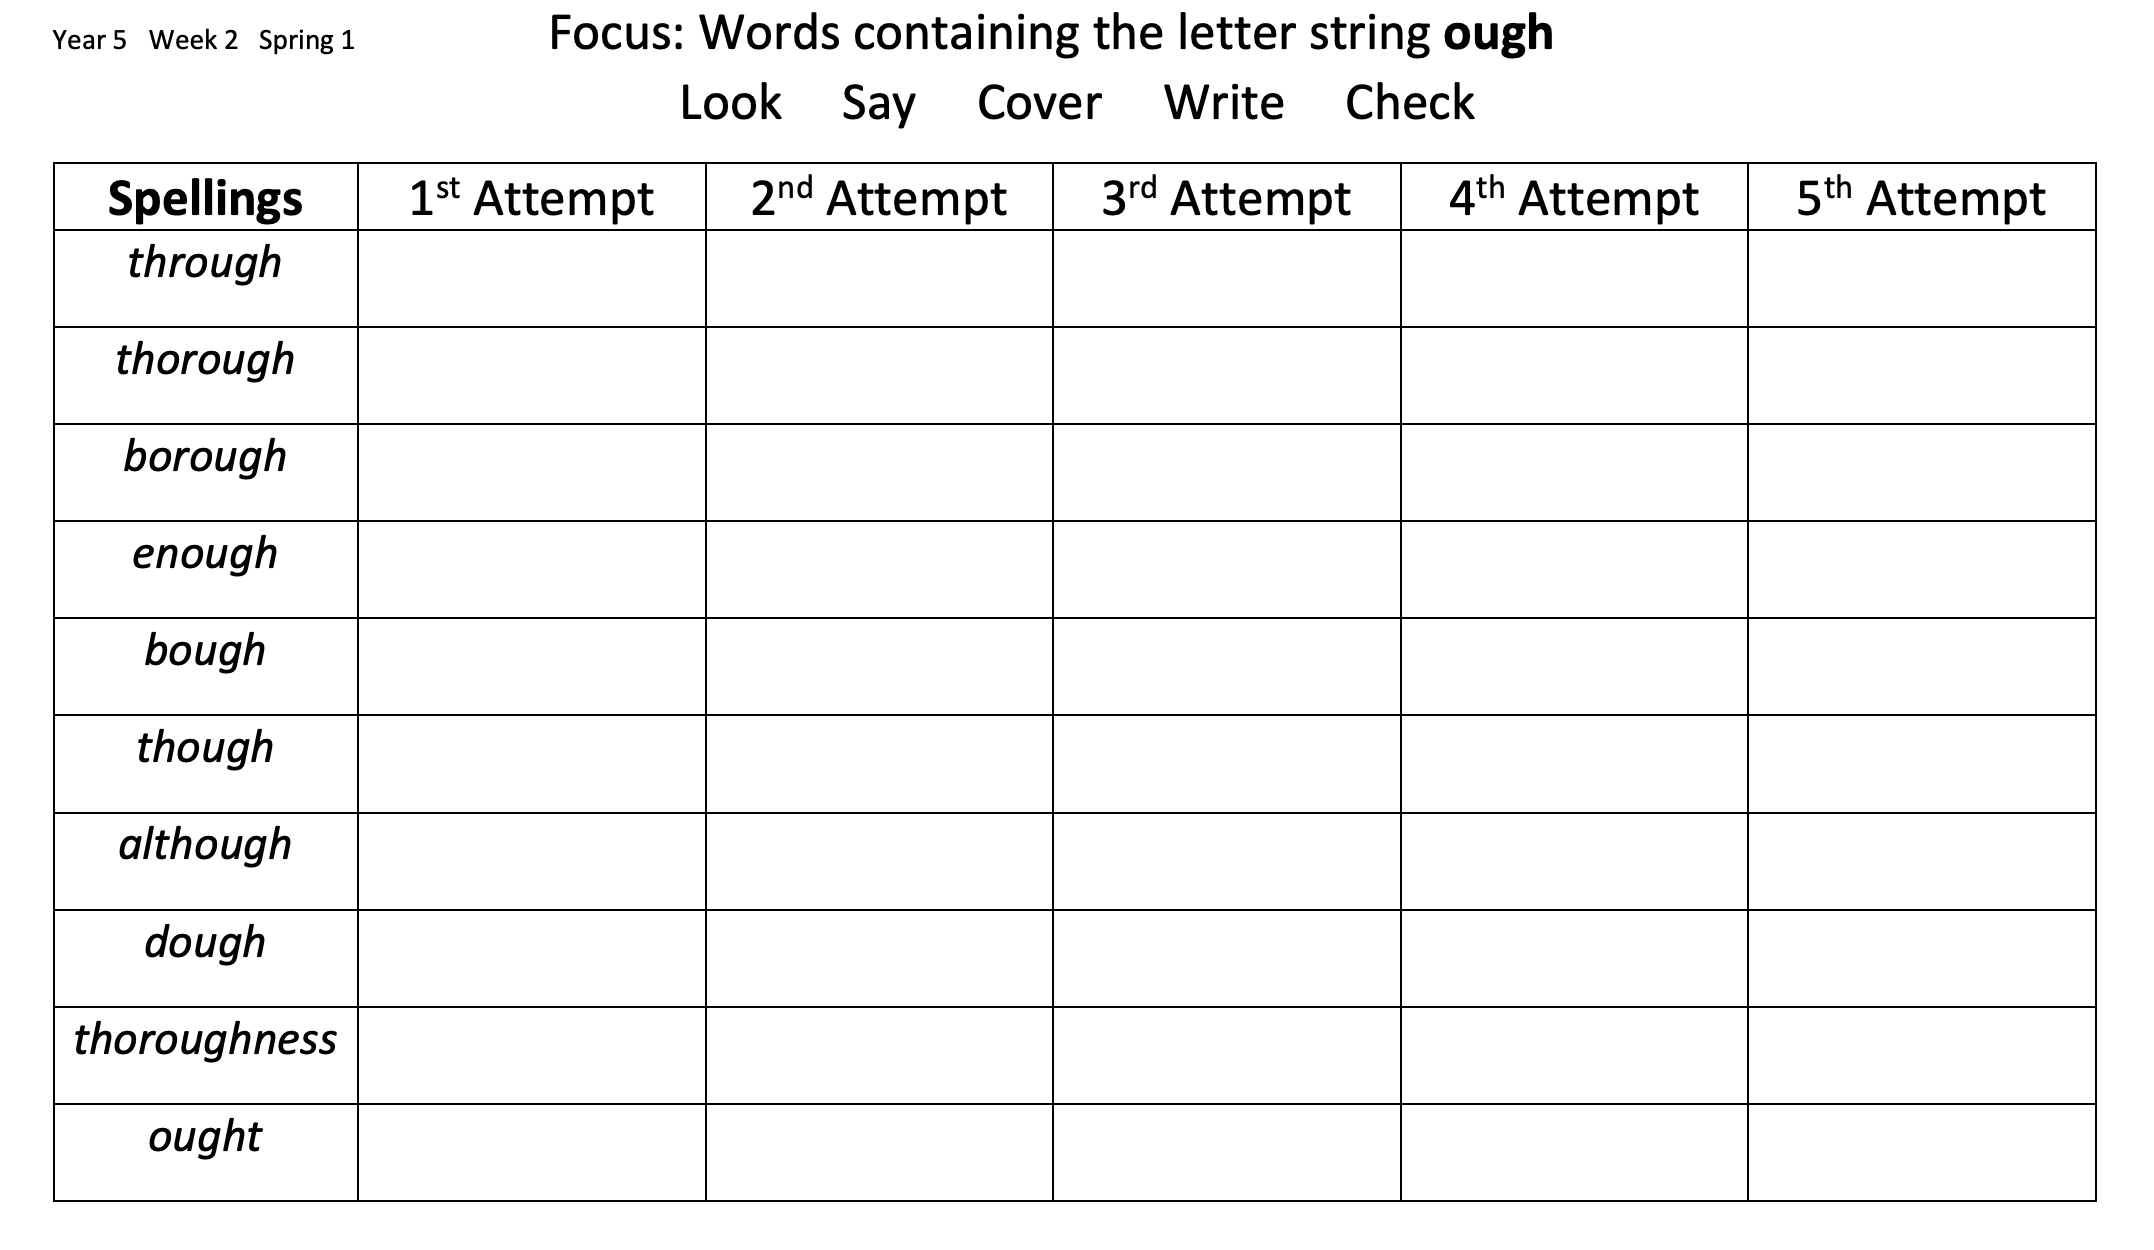 Year 5 Week 2 Spring 1
Focus: Words containing the letter string ough
Look Say Cover Write Check
Spellings 1st Attempt 2nd Attempt 3rd Attempt 4th Attempt 5th Attempt
through
thorough
borough
enough
bough
though
although
dough
thoroughness
ought